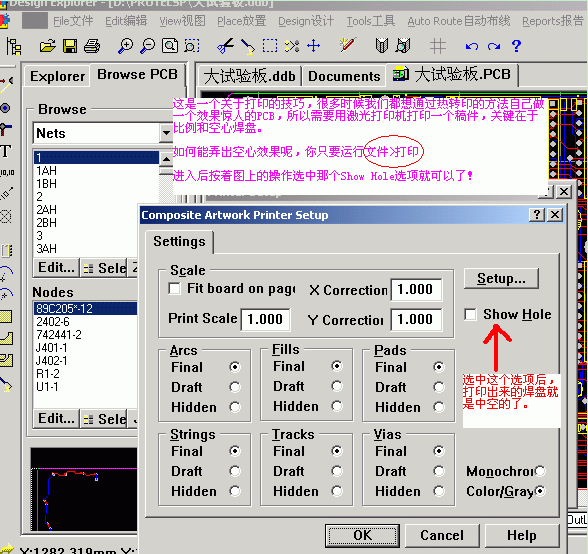 Design Explorer - [D:\PROTELSP\大试验板.ddb]
File文件 Edit编辑 View视图 Place放置 Design设计 Tools工具 Auto Route自动布线 Reports报告
Explorer Browse PCB
大试验板.ddb Documents 大试验板.PCB
这是一个关于打印的技巧，很多时候我们都想通过热转印的方法自己做
一个效果惊人的PCB，所以需要用激光打印机打印一个稿件，关键在于
比例和空心焊盘。
如何能弄出空心效果呢，你只要运行文件>打印
进入后按着图上的操作选中那个Show Hole选项就可以了！
Browse
Nets
1
1AH
1BH
2
2AH
2BH
3
3AH
Edit... Sele
Nodes
89C205*-12
2402-6
742441-2
J401-1
J402-1
R1-2
U1-1
Edit... Sele
Composite Artwork Printer Setup
Settings
Scale
Fit board on page
X Correction 1.000
Print Scale 1.000
Y Correction 1.000
Setup...
Show Hole
选中这个选项后，
打印出来的焊盘就
是中空的了。
Arcs
Final
Draft
Hidden
Fills
Final
Draft
Hidden
Pads
Final
Draft
Hidden
Strings
Final
Draft
Hidden
Tracks
Final
Draft
Hidden
Vias
Final
Draft
Hidden
Monochron
Color/Gray
OK Cancel Help
X:1282.319mm Y:1